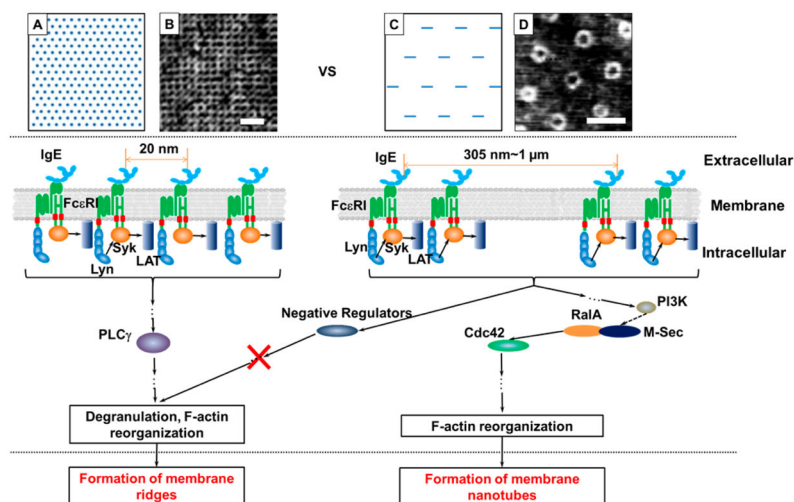 A
B
VS
C
D
IgE
20 nm
IgE
305 nm~1 µm
Extracellular
FcεRI
FcεRI
Membrane
Lyn
Syk
LAT
Lyn
Syk
LAT
Intracellular
PLCγ
Negative Regulators
Cdc42
RalA
PI3K
M-Sec
Degranulation, F-actin
reorganization
F-actin reorganization
Formation of membrane
ridges
Formation of membrane
nanotubes